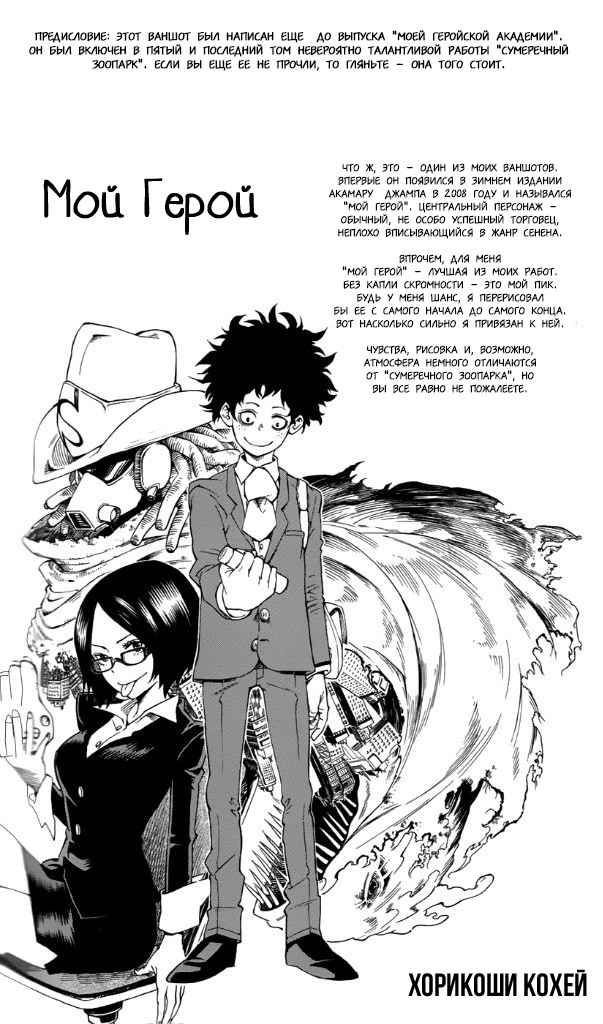 ПРЕДИСЛОВИЕ: ЭТОТ ВАНШОТ БЫЛ НАПИСАН ЕЩЕ ДО ВЫПУСКА "МОЕЙ ГЕРОЙСКОЙ АКАДЕМИИ".
ОН БЫЛ ВКЛЮЧЕН В ПЯТЫЙ И ПОСЛЕДНИЙ ТОМ НЕВЕРОЯТНО ТАЛАНТЛИВОЙ РАБОТЫ "СУМЕРЕЧНЫЙ
ЗООПАРК". ЕСЛИ ВЫ ЕЩЕ ЕЕ НЕ ПРОЧЛИ, ТО ГЛЯНЬТЕ – ОНА ТОГО СТОИТ.
Мой Герой
ЧТО Ж, ЭТО – ОДИН ИЗ МОИХ ВАНШОТОВ.
ВПЕРВЫЕ ОН ПОЯВИЛСЯ В ЗИМНЕМ ИЗДАНИИ
АКАМАРУ ДЖАМПА В 2008 ГОДУ И НАЗЫВАЛСЯ
"МОЙ ГЕРОЙ". ЦЕНТРАЛЬНЫЙ ПЕРСОНАЖ –
ОБЫЧНЫЙ, НЕ ОСОБО УСПЕШНЫЙ ТОРГОВЕЦ,
НЕПЛОХО ВПИСЫВАЮЩИЙСЯ В ЖАНР СЕНЕНА.
ВПРОЧЕМ, ДЛЯ МЕНЯ
"МОЙ ГЕРОЙ" – ЛУЧШАЯ ИЗ МОИХ РАБОТ.
БЕЗ КАПЛИ СКРОМНОСТИ – ЭТО МОЙ ПИК.
БУДЬ У МЕНЯ ШАНС, Я ПЕРЕРИСОВАЛ
БЫ ЕЕ С САМОГО НАЧАЛА ДО САМОГО КОНЦА.
ВОТ НАСКОЛЬКО СИЛЬНО Я ПРИВЯЗАН К НЕЙ.
ЧУВСТВА, РИСОВКА И, ВОЗМОЖНО,
АТМОСФЕРА НЕМНОГО ОТЛИЧАЮТСЯ
ОТ "СУМЕРЕЧНОГО ЗООПАРКА", НО
ВЫ ВСЕ РАВНО НЕ ПОЖАЛЕЕТЕ.
ХОРИКОШИ КОХЕЙ